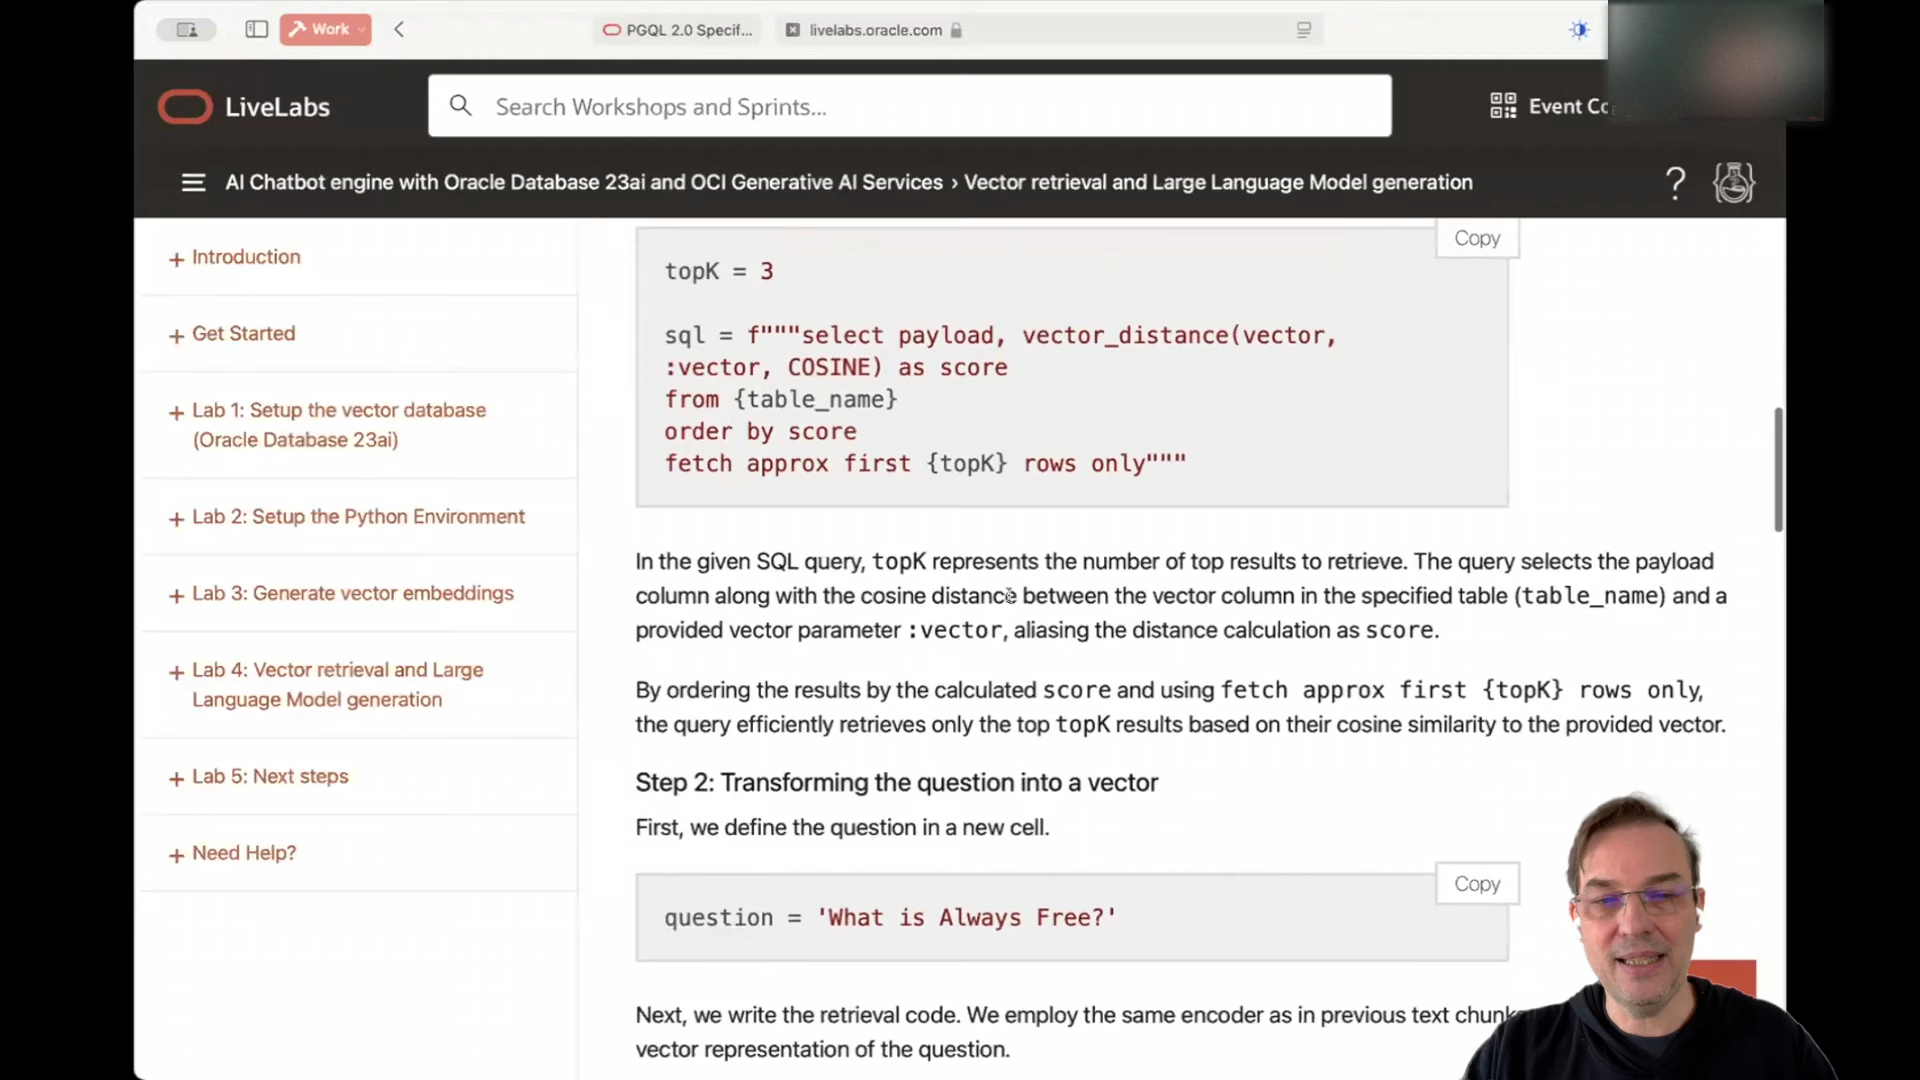 Work
PGQL 2.0 Specif...
livelabs.oracle.com
LiveLabs
Search Workshops and Sprints...
Event Co
AI Chatbot engine with Oracle Database 23ai and OCI Generative AI Services › Vector retrieval and Large Language Model generation
?
+ Introduction
+ Get Started
+ Lab 1: Setup the vector database
(Oracle Database 23ai)
+ Lab 2: Setup the Python Environment
+ Lab 3: Generate vector embeddings
+ Lab 4: Vector retrieval and Large
Language Model generation
+ Lab 5: Next steps
+ Need Help?
Copy
topK = 3
sql = f"""select payload, vector_distance(vector,
:vector, COSINE) as score
from {table_name}
order by score
fetch approx first {topK} rows only"""
In the given SQL query, topK represents the number of top results to retrieve. The query selects the payload
column along with the cosine distance between the vector column in the specified table (table_name) and a
provided vector parameter :vector, aliasing the distance calculation as score.
By ordering the results by the calculated score and using fetch approx first {topK} rows only,
the query efficiently retrieves only the top topK results based on their cosine similarity to the provided vector.
Step 2: Transforming the question into a vector
First, we define the question in a new cell.
Copy
question = 'What is Always Free?'
Next, we write the retrieval code. We employ the same encoder as in previous text chunk
vector representation of the question.